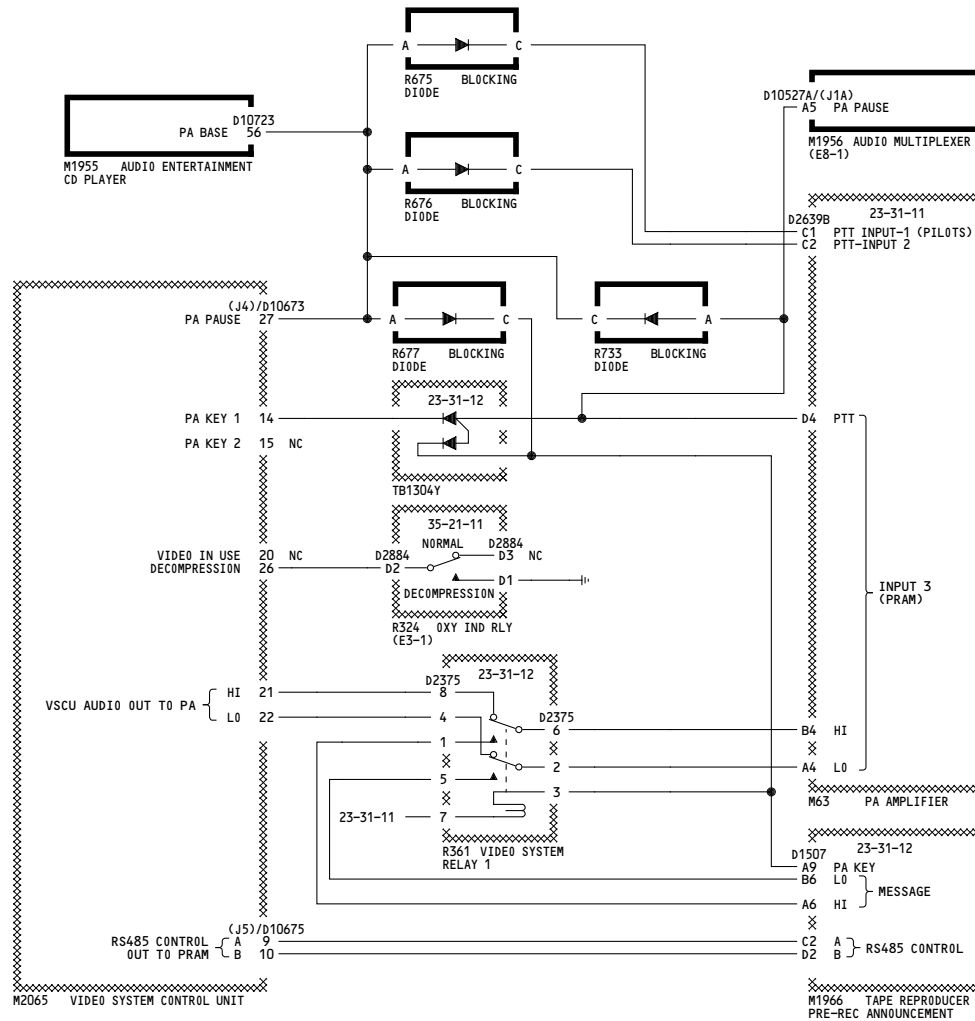 A C
R675 BLOCKING
DIODE
D10723
PA BASE 56
M1955 AUDIO ENTERTAINMENT
CD PLAYER
A C
R676 BLOCKING
DIODE
D10527A/(J1A)
A5 PA PAUSE
M1956 AUDIO MULTIPLEXER
(E8-1)
23-31-11
D2639B
C1 PTT INPUT-1 (PILOTS)
C2 PTT-INPUT 2
(J4)/D10673
PA PAUSE 27
A C
R677 BLOCKING
DIODE
C A
R733 BLOCKING
DIODE
23-31-12
PA KEY 1 14
D4 PTT
PA KEY 2 15 NC
TB1304Y
35-21-11
NORMAL
VIDEO IN USE 20 NC
DECOMPRESSION 26
D2884
D2
D2884
D3 NC
D1
DECOMPRESSION
R324 OXY IND RLY
(E3-1)
INPUT 3
(PRAM)
23-31-12
D2375
VSCU AUDIO OUT TO PA
HI 21
8
LO 22
4
D2375
6
B4 HI
1
2
A4 LO
5
3
23-31-11 7
M63 PA AMPLIFIER
R361 VIDEO SYSTEM
RELAY 1
23-31-12
D1507
A9 PA KEY
B6 LO
MESSAGE
A6 HI
(J5)/D10675
RS485 CONTROL
OUT TO PRAM
A 9
B 10
C2 A
D2 B
RS485 CONTROL
M2065 VIDEO SYSTEM CONTROL UNIT
M1966 TAPE REPRODUCER
PRE-REC ANNOUNCEMENT